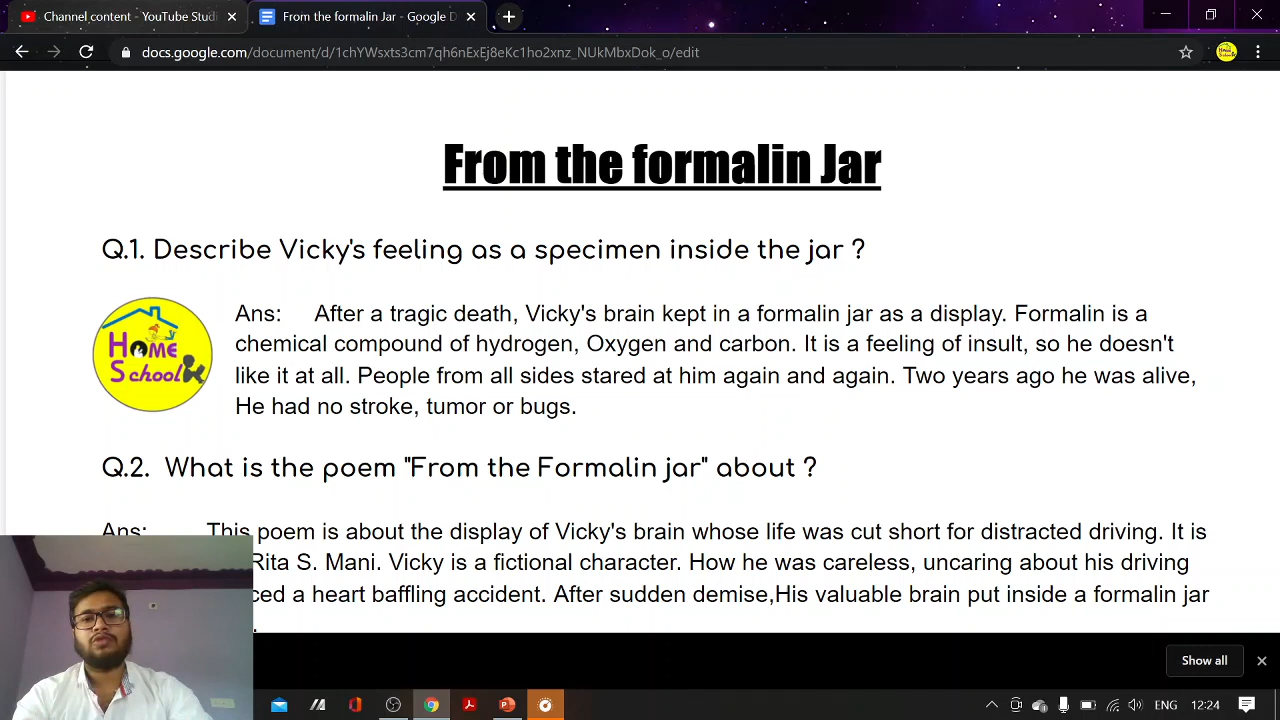 Channel content - YouTube Studi
From the formalin Jar - Google D
docs.google.com/document/d/1chYWsxts3cm7qh6nExEj8eKc1ho2xnz_NUkMbxDok_o/edit
From the formalin Jar
Q.1. Describe Vicky's feeling as a specimen inside the jar ?
Ans: After a tragic death, Vicky's brain kept in a formalin jar as a display. Formalin is a
chemical compound of hydrogen, Oxygen and carbon. It is a feeling of insult, so he doesn't
like it at all. People from all sides stared at him again and again. Two years ago he was alive,
He had no stroke, tumor or bugs.
HOME
School
Q.2. What is the poem "From the Formalin jar" about ?
Ans: This poem is about the display of Vicky's brain whose life was cut short for distracted driving. It is
Rita S. Mani. Vicky is a fictional character. How he was careless, uncaring about his driving
ced a heart baffling accident. After sudden demise,His valuable brain put inside a formalin jar
Show all
ENG
12:24